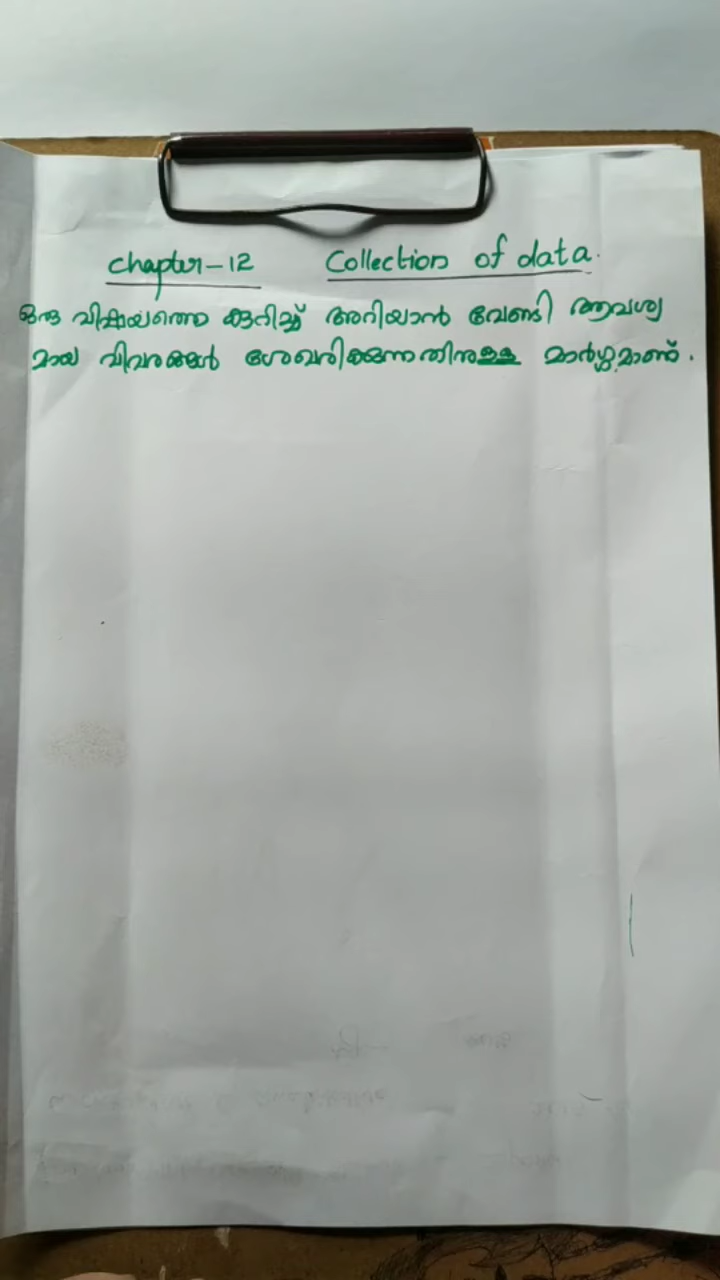 Chapter-12 Collection of data.
ഒരു വിഷയത്തെ കുറിച്ച് അറിയാൻ വേണ്ടി ആവശ്യ
മായ വിവരങ്ങൾ ശേഖരിക്കുന്നതിനുള്ള മാർഗ്ഗമാണ്.